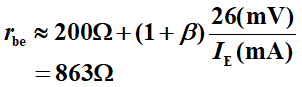 r_be ≈ 200Ω + (1 + β) 26(mV) / I_E (mA)
= 863Ω